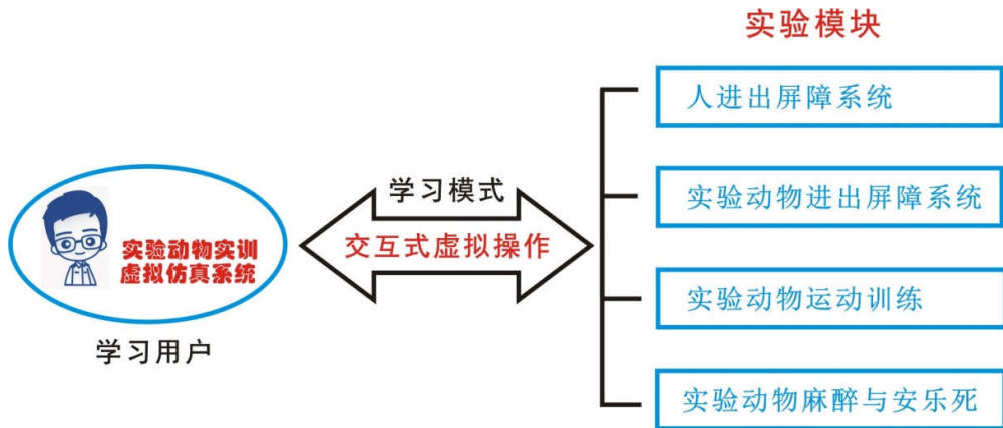 实验模块
人进出屏障系统
实验动物进出屏障系统
实验动物运动训练
实验动物麻醉与安乐死
学习模式
交互式虚拟操作
实验动物实训
虚拟仿真系统
学习用户